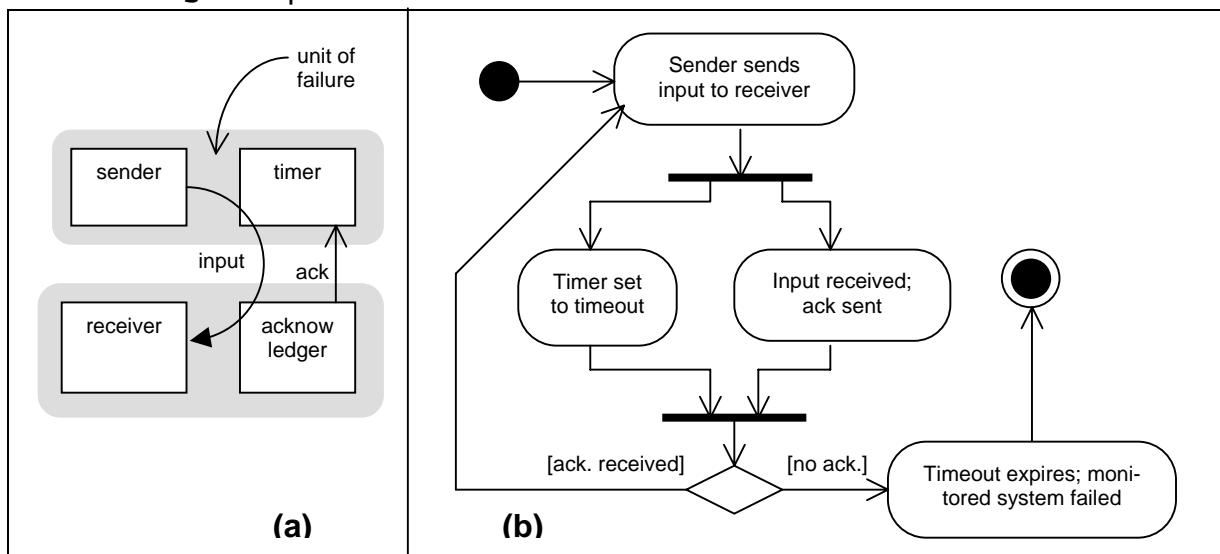 unit of
failure
sender
timer
input
ack
receiver
acknow
ledger
(a)
Sender sends
input to receiver
Timer set
to timeout
Input received;
ack sent
[ack. received]
[no ack.]
Timeout expires; moni-
tored system failed
(b)